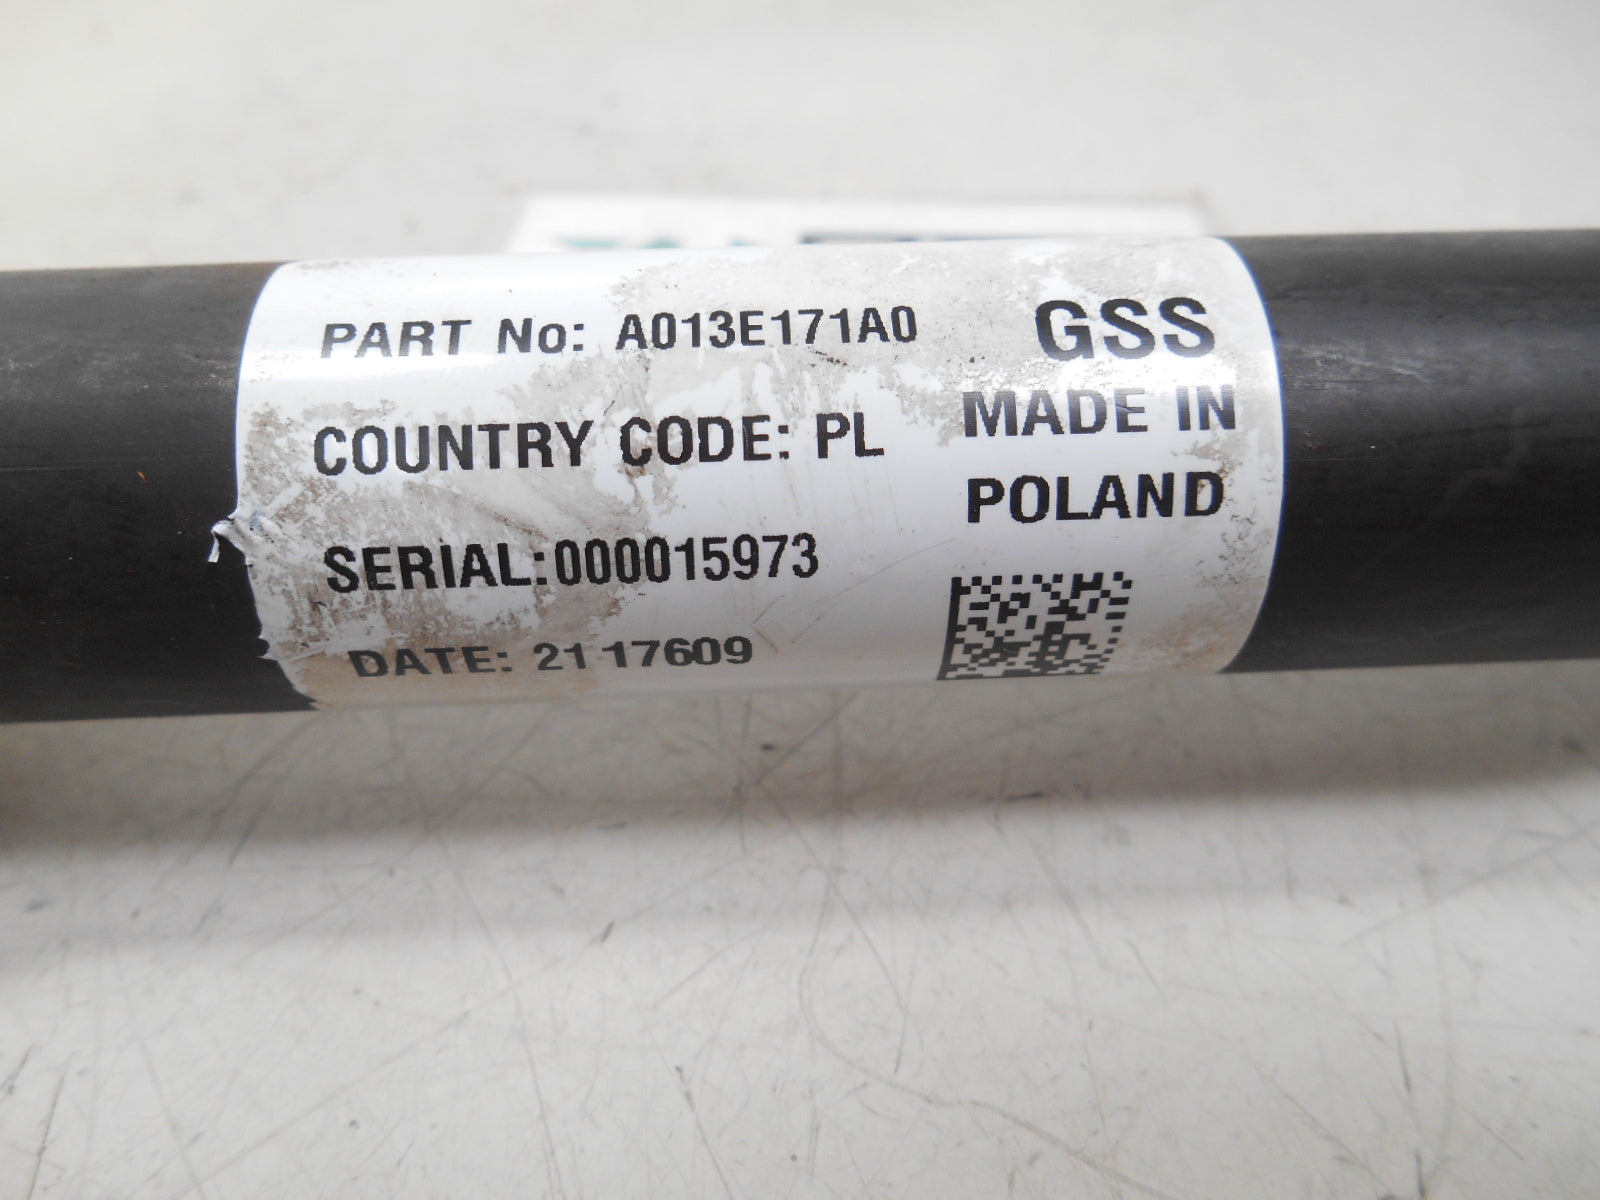 PART No: A013E171A0
COUNTRY CODE: PL
SERIAL:000015973
DATE: 21 17609
GSS
MADE IN
POLAND